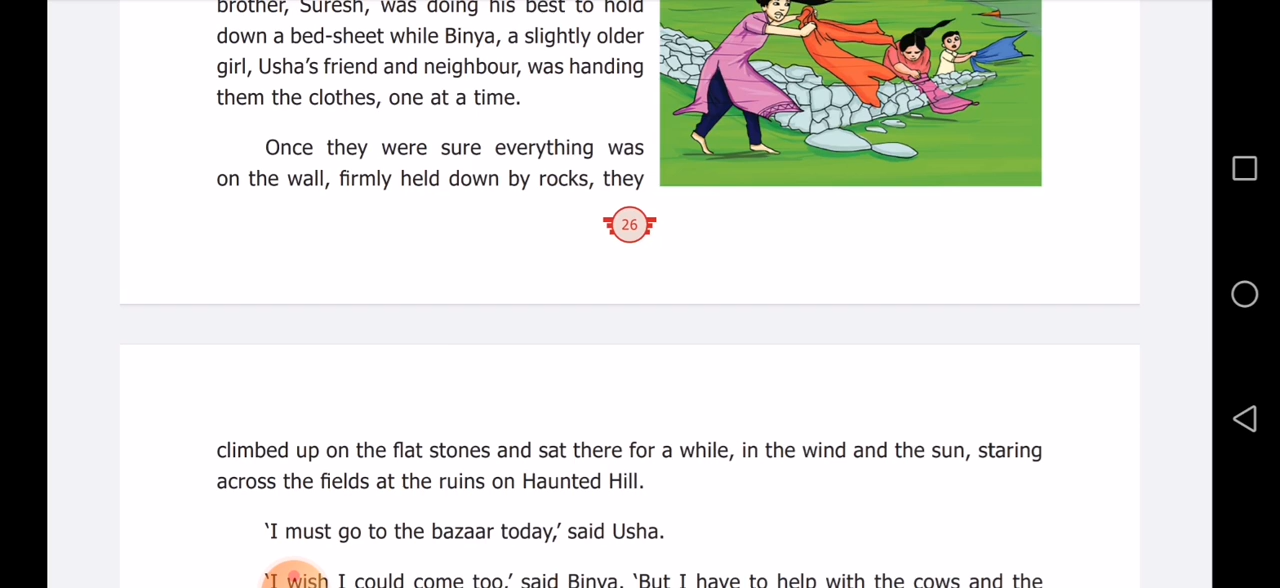 brother, Suresh, was doing his best to hold
down a bed-sheet while Binya, a slightly older
girl, Usha’s friend and neighbour, was handing
them the clothes, one at a time.
Once they were sure everything was
on the wall, firmly held down by rocks, they
26
climbed up on the flat stones and sat there for a while, in the wind and the sun, staring
across the fields at the ruins on Haunted Hill.
‘I must go to the bazaar today,’ said Usha.
‘I wish I could come too,’ said Binya. ‘But I have to help with the cows and the